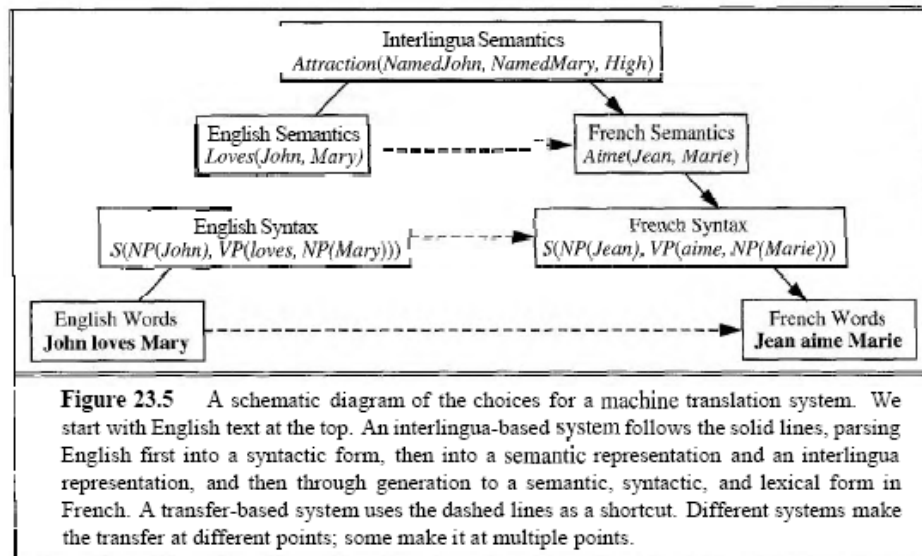 Interlingua Semantics
Attraction(NamedJohn, NamedMary, High)
English Semantics
Loves(John, Mary)
French Semantics
Aime(Jean, Marie)
English Syntax
S(NP(John), VP(loves, NP(Mary)))
French Syntax
S(NP(Jean), VP(aime, NP(Marie)))
English Words
John loves Mary
French Words
Jean aime Marie
Figure 23.5 A schematic diagram of the choices for a machine translation system. We
start with English text at the top. An interlingua-based system follows the solid lines, parsing
English first into a syntactic form, then into a semantic representation and an interlingua
representation, and then through generation to a semantic, syntactic, and lexical form in
French. A transfer-based system uses the dashed lines as a shortcut. Different systems make
the transfer at different points; some make it at multiple points.